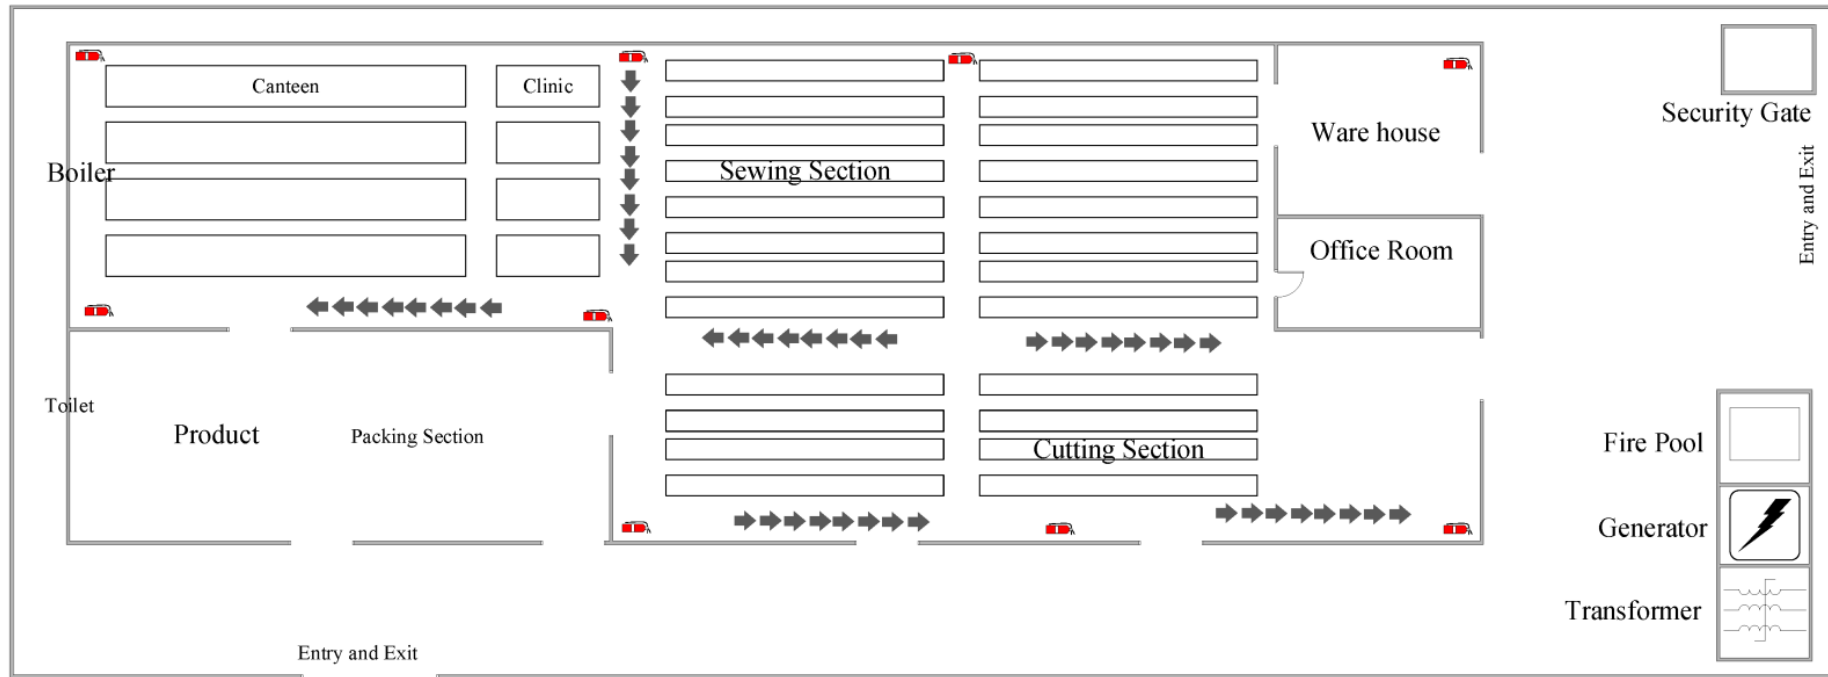 Canteen
Clinic
Security Gate
Ware house
Boiler
Sewing Section
Entry and Exit
Office Room
Toilet
Product
Packing Section
Cutting Section
Fire Pool
Generator
Transformer
Entry and Exit